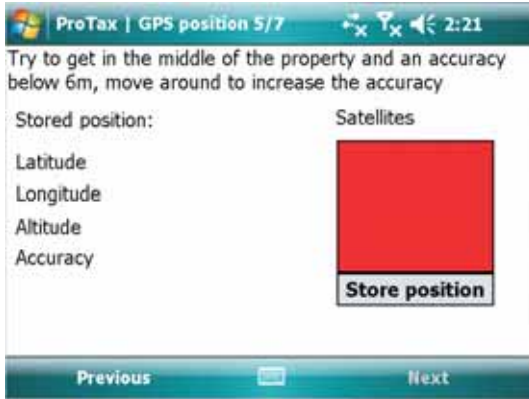 ProTax | GPS position 5/7 2:21
Try to get in the middle of the property and an accuracy
below 6m, move around to increase the accuracy
Stored position:
Satellites
Latitude
Longitude
Altitude
Accuracy
Store position
Previous
Next